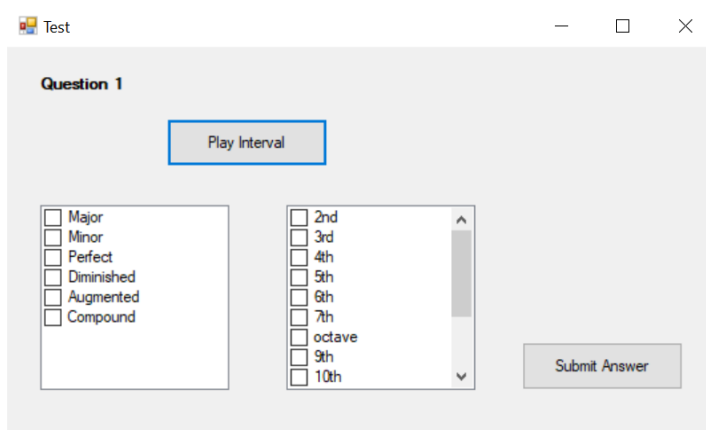 Test
Question 1
Play Interval
Major
Minor
Perfect
Diminished
Augmented
Compound
2nd
3rd
4th
5th
6th
7th
octave
9th
10th
Submit Answer